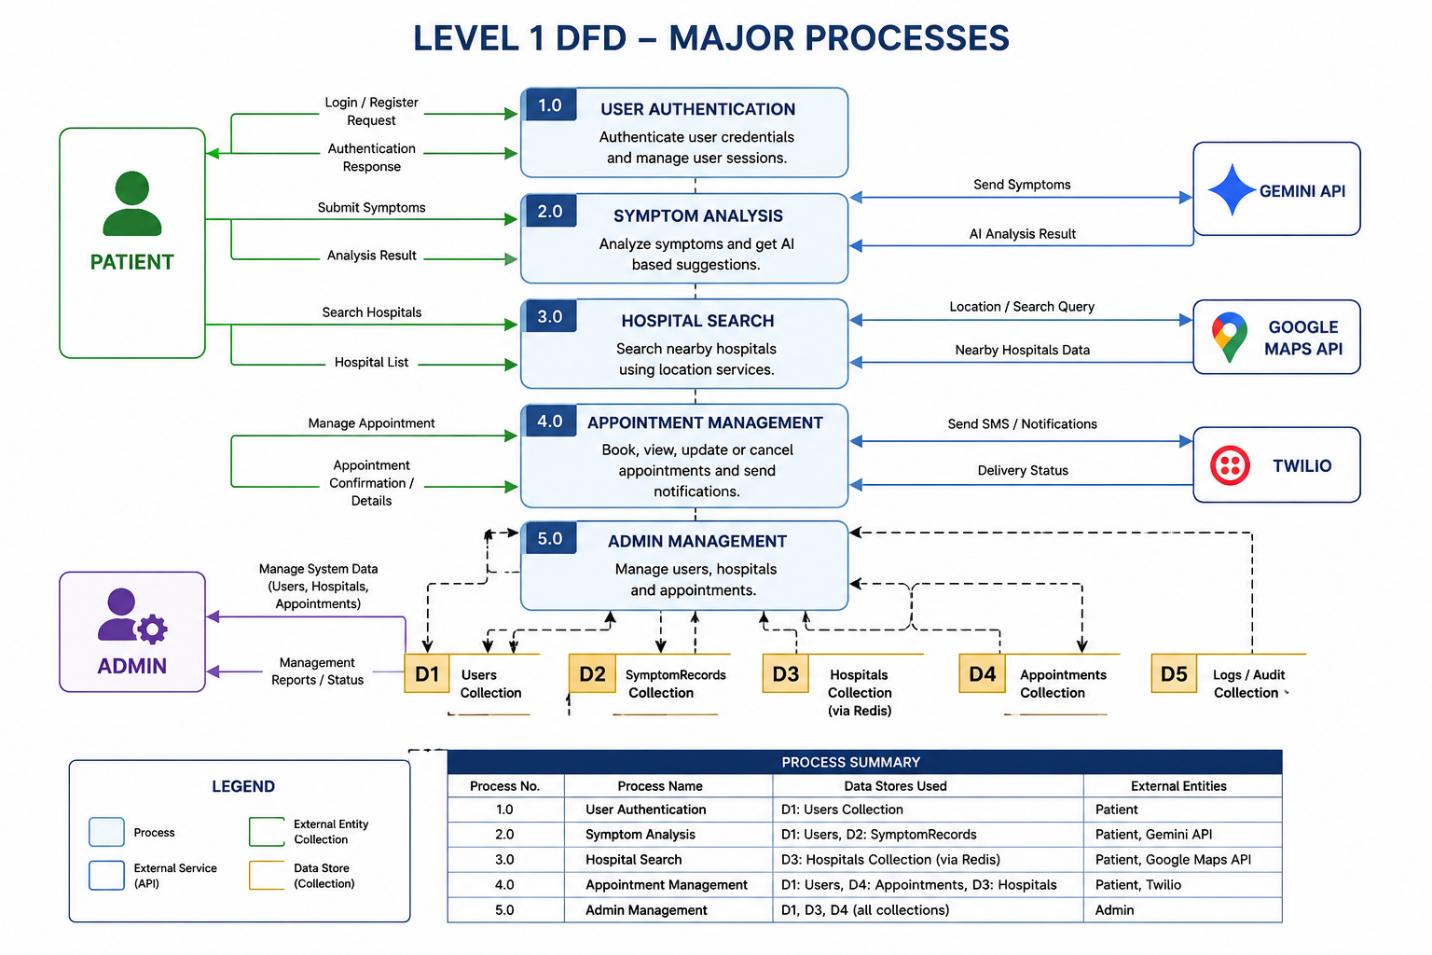 LEVEL 1 DFD – MAJOR PROCESSES
Login / Register
Request
Authentication
Response
PATIENT
Submit Symptoms
Analysis Result
Search Hospitals
Hospital List
Manage Appointment
Appointment
Confirmation /
Details
1.0
USER AUTHENTICATION
Authenticate user credentials
and manage user sessions.
2.0
SYMPTOM ANALYSIS
Analyze symptoms and get AI
based suggestions.
3.0
HOSPITAL SEARCH
Search nearby hospitals
using location services.
4.0
APPOINTMENT MANAGEMENT
Book, view, update or cancel
appointments and send
notifications.
5.0
ADMIN MANAGEMENT
Manage users, hospitals
and appointments.
Send Symptoms
AI Analysis Result
GEMINI API
Location / Search Query
Nearby Hospitals Data
GOOGLE
MAPS API
Send SMS / Notifications
Delivery Status
TWILIO
Manage System Data
(Users, Hospitals,
Appointments)
Management
Reports / Status
ADMIN
D1
Users
Collection
D2
SymptomRecords
Collection
D3
Hospitals
Collection
(via Redis)
D4
Appointments
Collection
D5
Logs / Audit
Collection
LEGEND
Process
External Entity
Collection
External Service
(API)
Data Store
(Collection)
PROCESS SUMMARY
Process No. Process Name Data Stores Used External Entities
1.0 User Authentication D1: Users Collection Patient
2.0 Symptom Analysis D1: Users, D2: SymptomRecords Patient, Gemini API
3.0 Hospital Search D3: Hospitals Collection (via Redis) Patient, Google Maps API
4.0 Appointment Management D1: Users, D4: Appointments, D3: Hospitals Patient, Twilio
5.0 Admin Management D1, D3, D4 (all collections) Admin